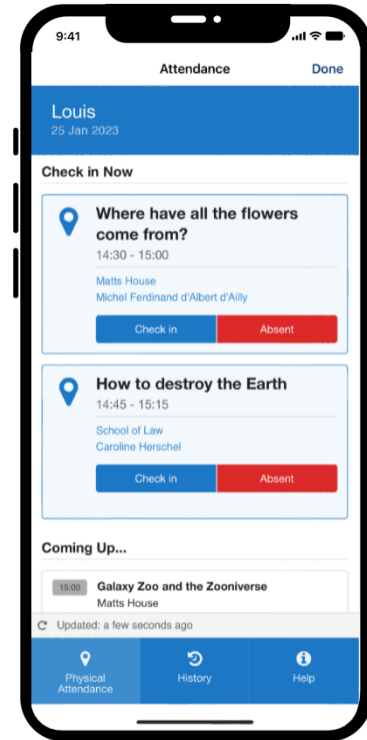 9:41
Attendance
Done
Louis
25 Jan 2023
Check in Now
Where have all the flowers
come from?
14:30 - 15:00
Matts House
Michel Ferdinand d'Albert d'Ailly
Check in
Absent
How to destroy the Earth
14:45 - 15:15
School of Law
Caroline Herschel
Check in
Absent
Coming Up...
15:00
Galaxy Zoo and the Zooniverse
Matts House
Updated: a few seconds ago
Physical
Attendance
History
Help